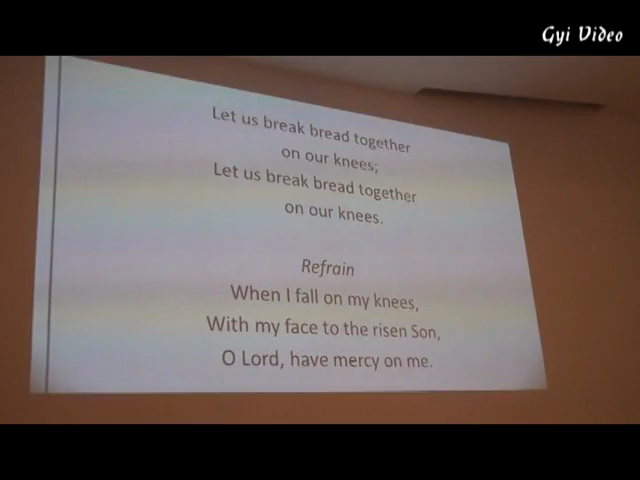 Gyi Video
Let us break bread together
on our knees;
Let us break bread together
on our knees.
Refrain
When I fall on my knees,
With my face to the risen Son,
O Lord, have mercy on me.